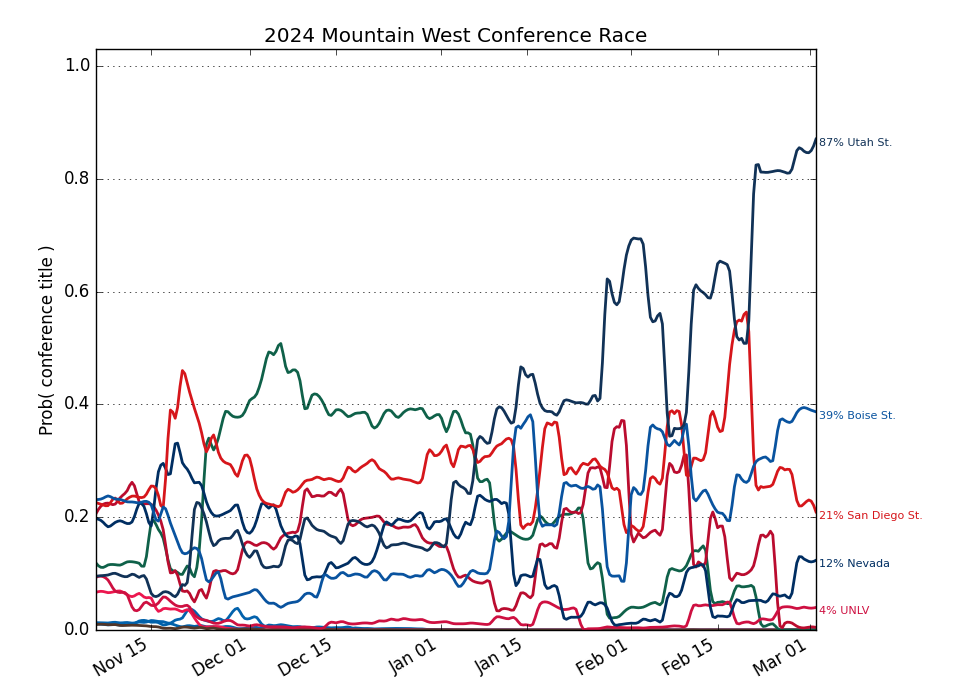 2024 Mountain West Conference Race
Prob( conference title )
1.0
0.8
0.6
0.4
0.2
0.0
87% Utah St.
39% Boise St.
21% San Diego St.
12% Nevada
4% UNLV
Nov 15
Dec 01
Dec 15
Jan 01
Jan 15
Feb 01
Feb 15
Mar 01